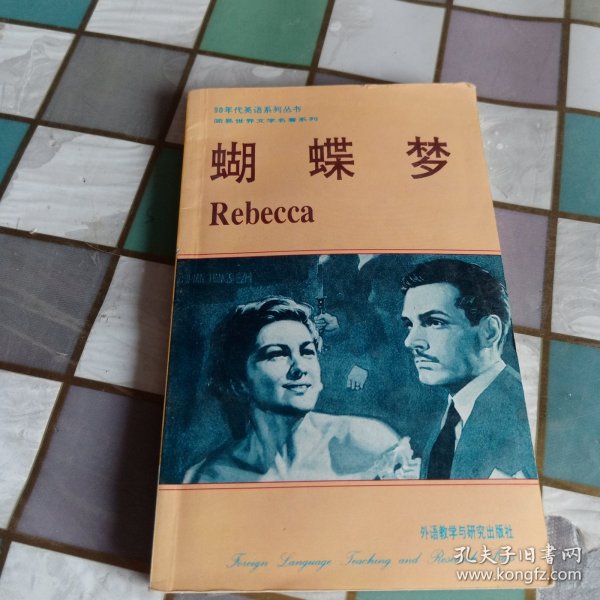 90年代英语系列丛书
简易世界文学名著系列
蝴蝶梦
Rebecca
外语教学与研究出版社
Foreign Language Teaching and
孔夫子旧书网
www.kongfz.com